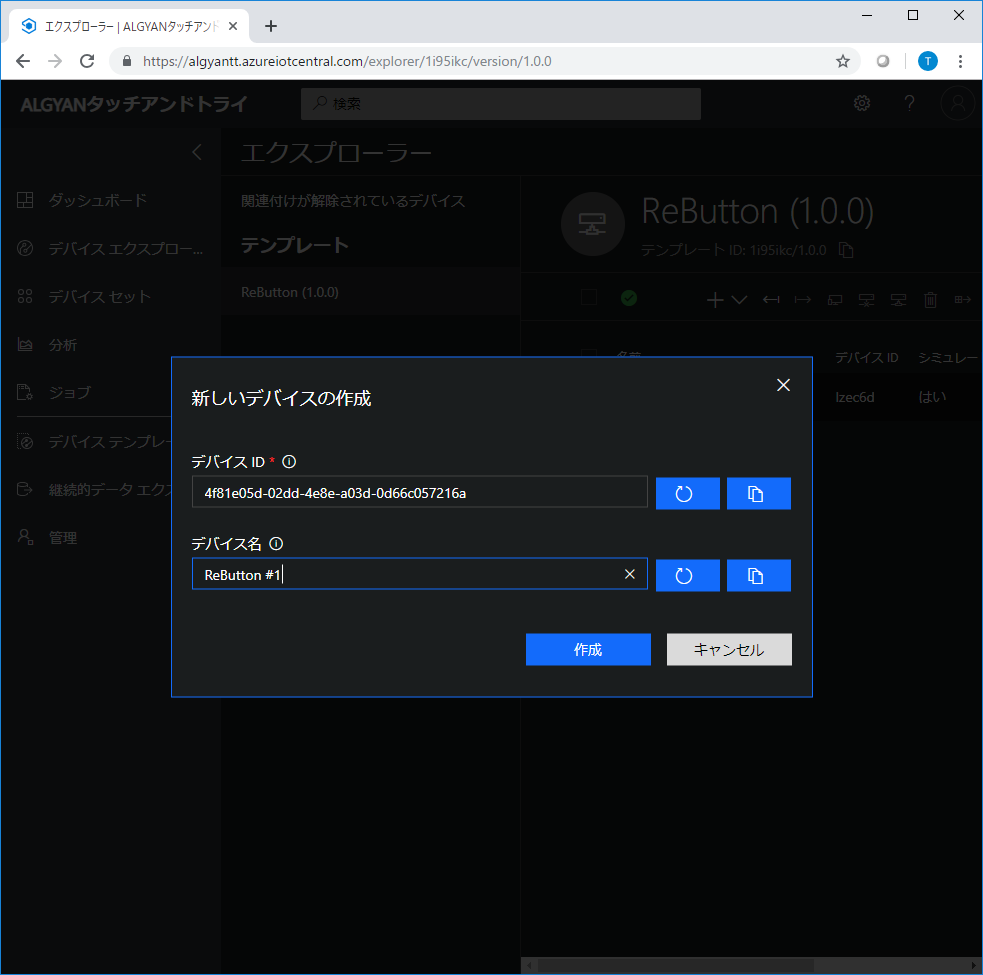 エクスプローラー | ALGYANタッチアンド
https://algyantt.azureiotcentral.com/explorer/1i95ikc/version/1.0.0
T
ALGYANタッチアンドトライ
検索
?
エクスプローラー
ダッシュボード
デバイス エクスプロー...
デバイス セット
分析
ジョブ
デバイス テンプレー
継続的データ エクス
管理
関連付けが解除されているデバイス
テンプレート
ReButton (1.0.0)
ReButton (1.0.0)
テンプレート ID: 1i95ikc/1.0.0
名前
デバイス ID
シミュレー
lzec6d
はい
新しいデバイスの作成
デバイス ID *
4f81e05d-02dd-4e8e-a03d-0d66c057216a
デバイス名
ReButton #1
作成
キャンセル